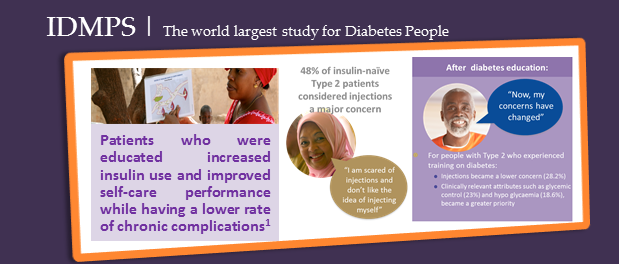 IDMPS | The world largest study for Diabetes People
48% of insulin-naïve
Type 2 patients
considered injections
a major concern
Patients who were
educated increased
insulin use and improved
self-care performance
while having a lower rate
of chronic complications1
"I am scared of
injections and
don't like the
idea of injecting
myself"
After diabetes education:
"Now, my
concerns have
changed"
For people with Type 2 who experienced
training on diabetes:
Injections became a lower concern (28.2%)
Clinically relevant attributes such as glycemic
control (23%) and hypo glycaemia (18.6%),
became a greater priority